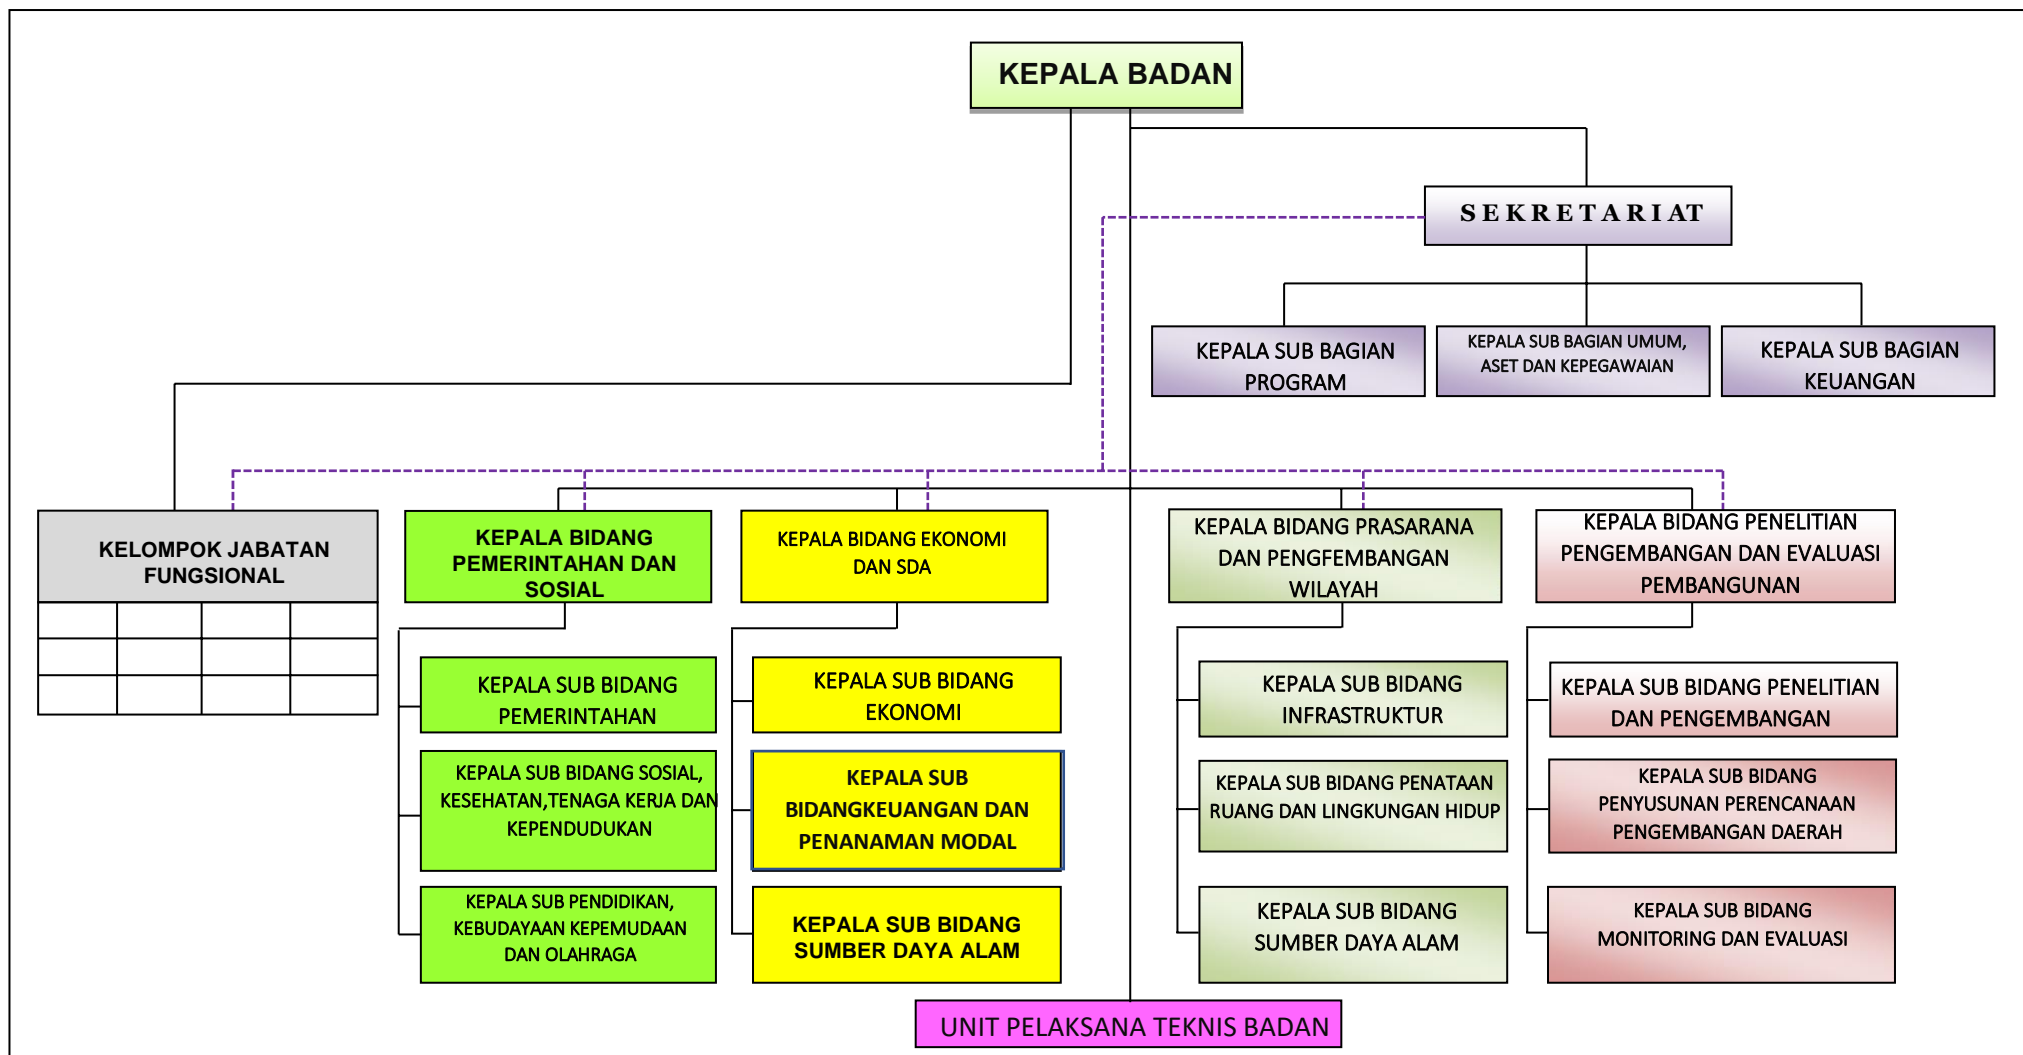 KEPALA BADAN
SEKRETARIAT
KEPALA SUB BAGIAN
PROGRAM
KEPALA SUB BAGIAN UMUM,
ASET DAN KEPEGAWAIAN
KEPALA SUB BAGIAN
KEUANGAN
KELOMPOK JABATAN
FUNGSIONAL
KEPALA BIDANG
PEMERINTAHAN DAN
SOSIAL
KEPALA BIDANG EKONOMI
DAN SDA
KEPALA BIDANG PRASARANA
DAN PENGFEMBANGAN
WILAYAH
KEPALA BIDANG PENELITIAN
PENGEMBANGAN DAN EVALUASI
PEMBANGUNAN
KEPALA SUB BIDANG
PEMERINTAHAN
KEPALA SUB BIDANG SOSIAL,
KESEHATAN,TENAGA KERJA DAN
KEPENDUDUKAN
KEPALA SUB PENDIDIKAN,
KEBUDAYAAN KEPEMUDAAN
DAN OLAHRAGA
KEPALA SUB BIDANG
EKONOMI
KEPALA SUB
BIDANGKEUANGAN DAN
PENANAMAN MODAL
KEPALA SUB BIDANG
SUMBER DAYA ALAM
KEPALA SUB BIDANG
INFRASTRUKTUR
KEPALA SUB BIDANG PENATAAN
RUANG DAN LINGKUNGAN HIDUP
KEPALA SUB BIDANG
SUMBER DAYA ALAM
KEPALA SUB BIDANG PENELITIAN
DAN PENGEMBANGAN
KEPALA SUB BIDANG
PENYUSUNAN PERENCANAAN
PENGEMBANGAN DAERAH
KEPALA SUB BIDANG
MONITORING DAN EVALUASI
UNIT PELAKSANA TEKNIS BADAN